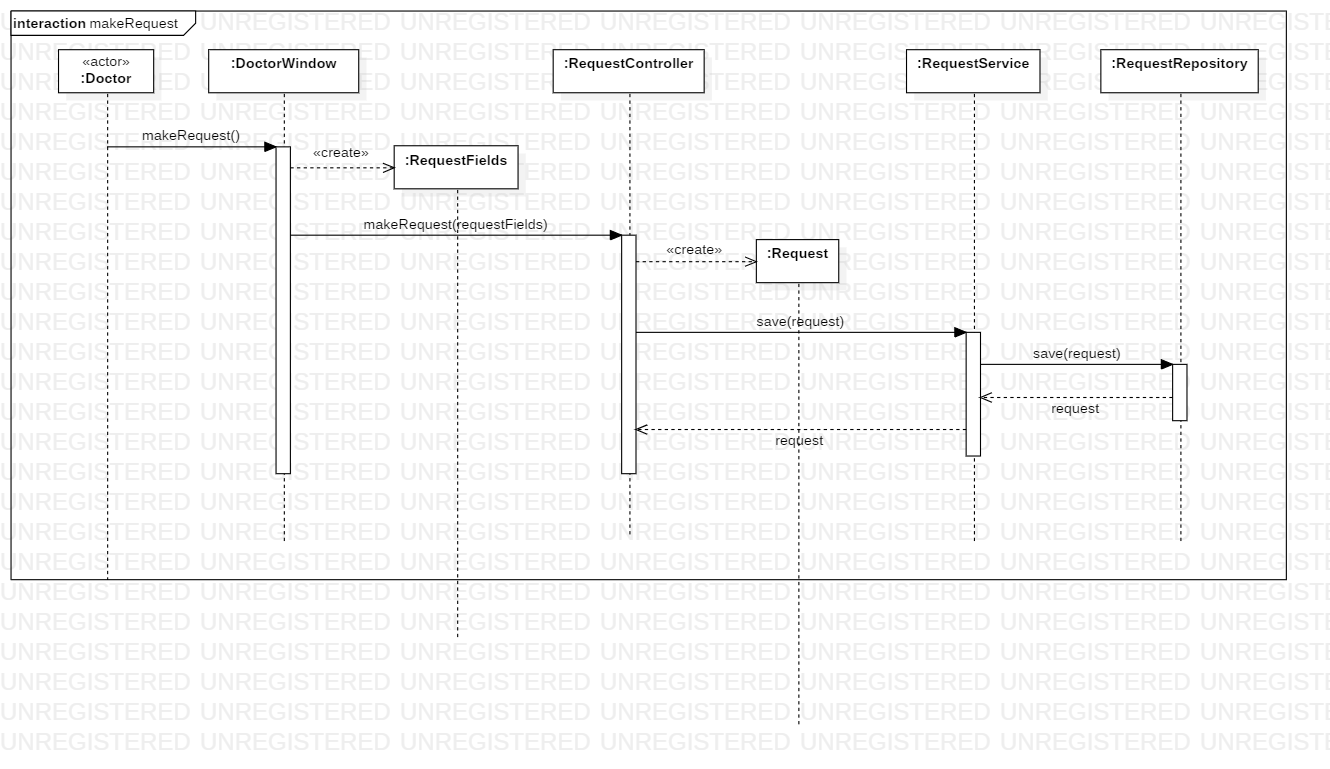 interaction makeRequest
«actor»
:Doctor
:DoctorWindow
:RequestController
:RequestService
:RequestRepository
makeRequest()
«create»
:RequestFields
makeRequest(requestFields)
«create»
:Request
save(request)
save(request)
request
request
UNREGISTERED UNREGISTERED UNREGISTERED UNREGISTERED UNREGISTERED UNREGISTERED UNREGISTE